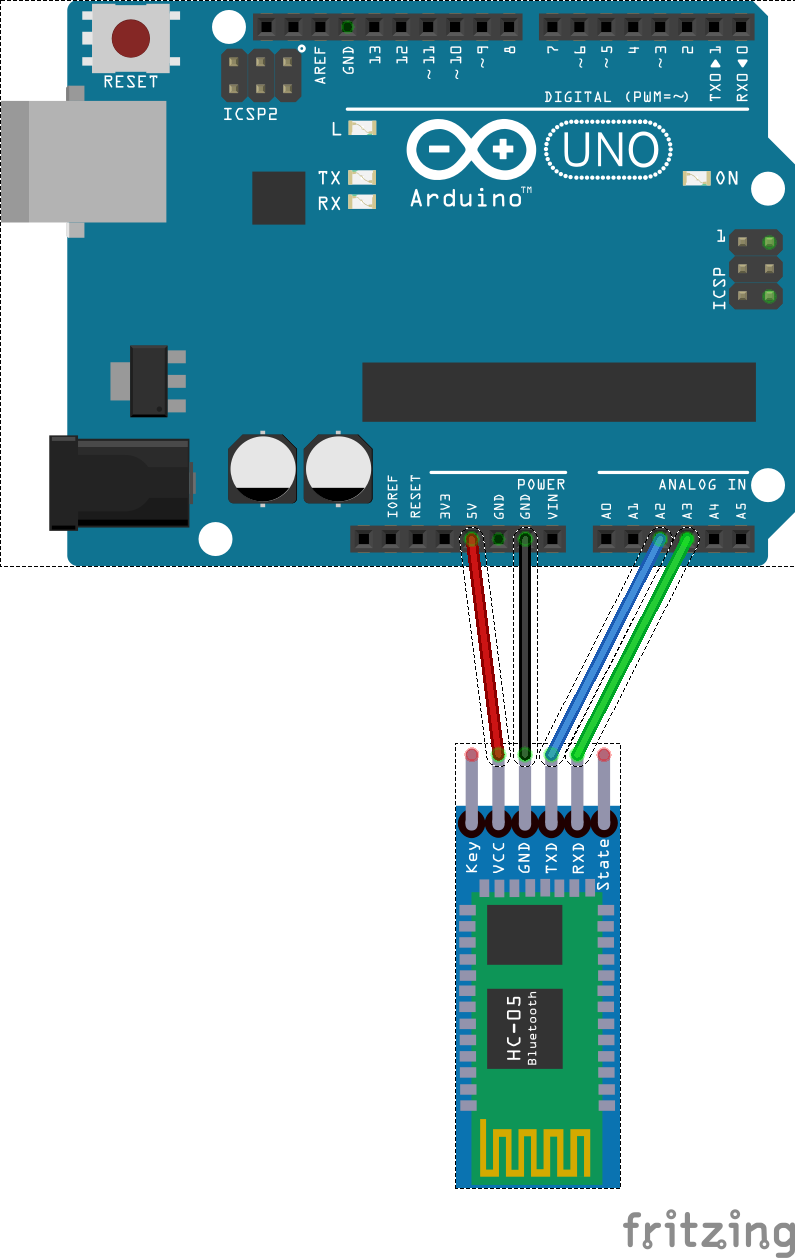 RESET
ICSP2
AREF
GND
13
12
~11
~10
~9
8
7
~6
~5
4
~3
2
TX0▶1
RX0◀0
DIGITAL (PWM=~)
L
TX
RX
Arduino™
UNO
ON
1
ICSP
POWER
ANALOG IN
IOREF
RESET
3V3
5V
GND
GND
VIN
A0
A1
A2
A3
A4
A5
Key
VCC
GND
TXD
RXD
State
HC-05
Bluetooth
fritzing